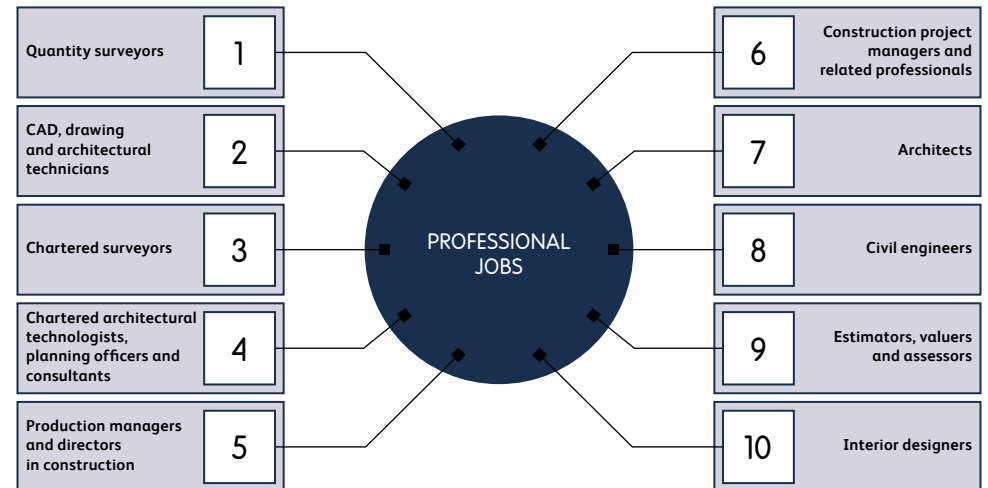 Quantity surveyors
1
CAD, drawing
and architectural
technicians
2
Chartered surveyors
3
Chartered architectural
technologists,
planning officers and
consultants
4
Production managers
and directors
in construction
5
PROFESSIONAL
JOBS
6
Construction project
managers and
related professionals
7
Architects
8
Civil engineers
9
Estimators, valuers
and assessors
10
Interior designers